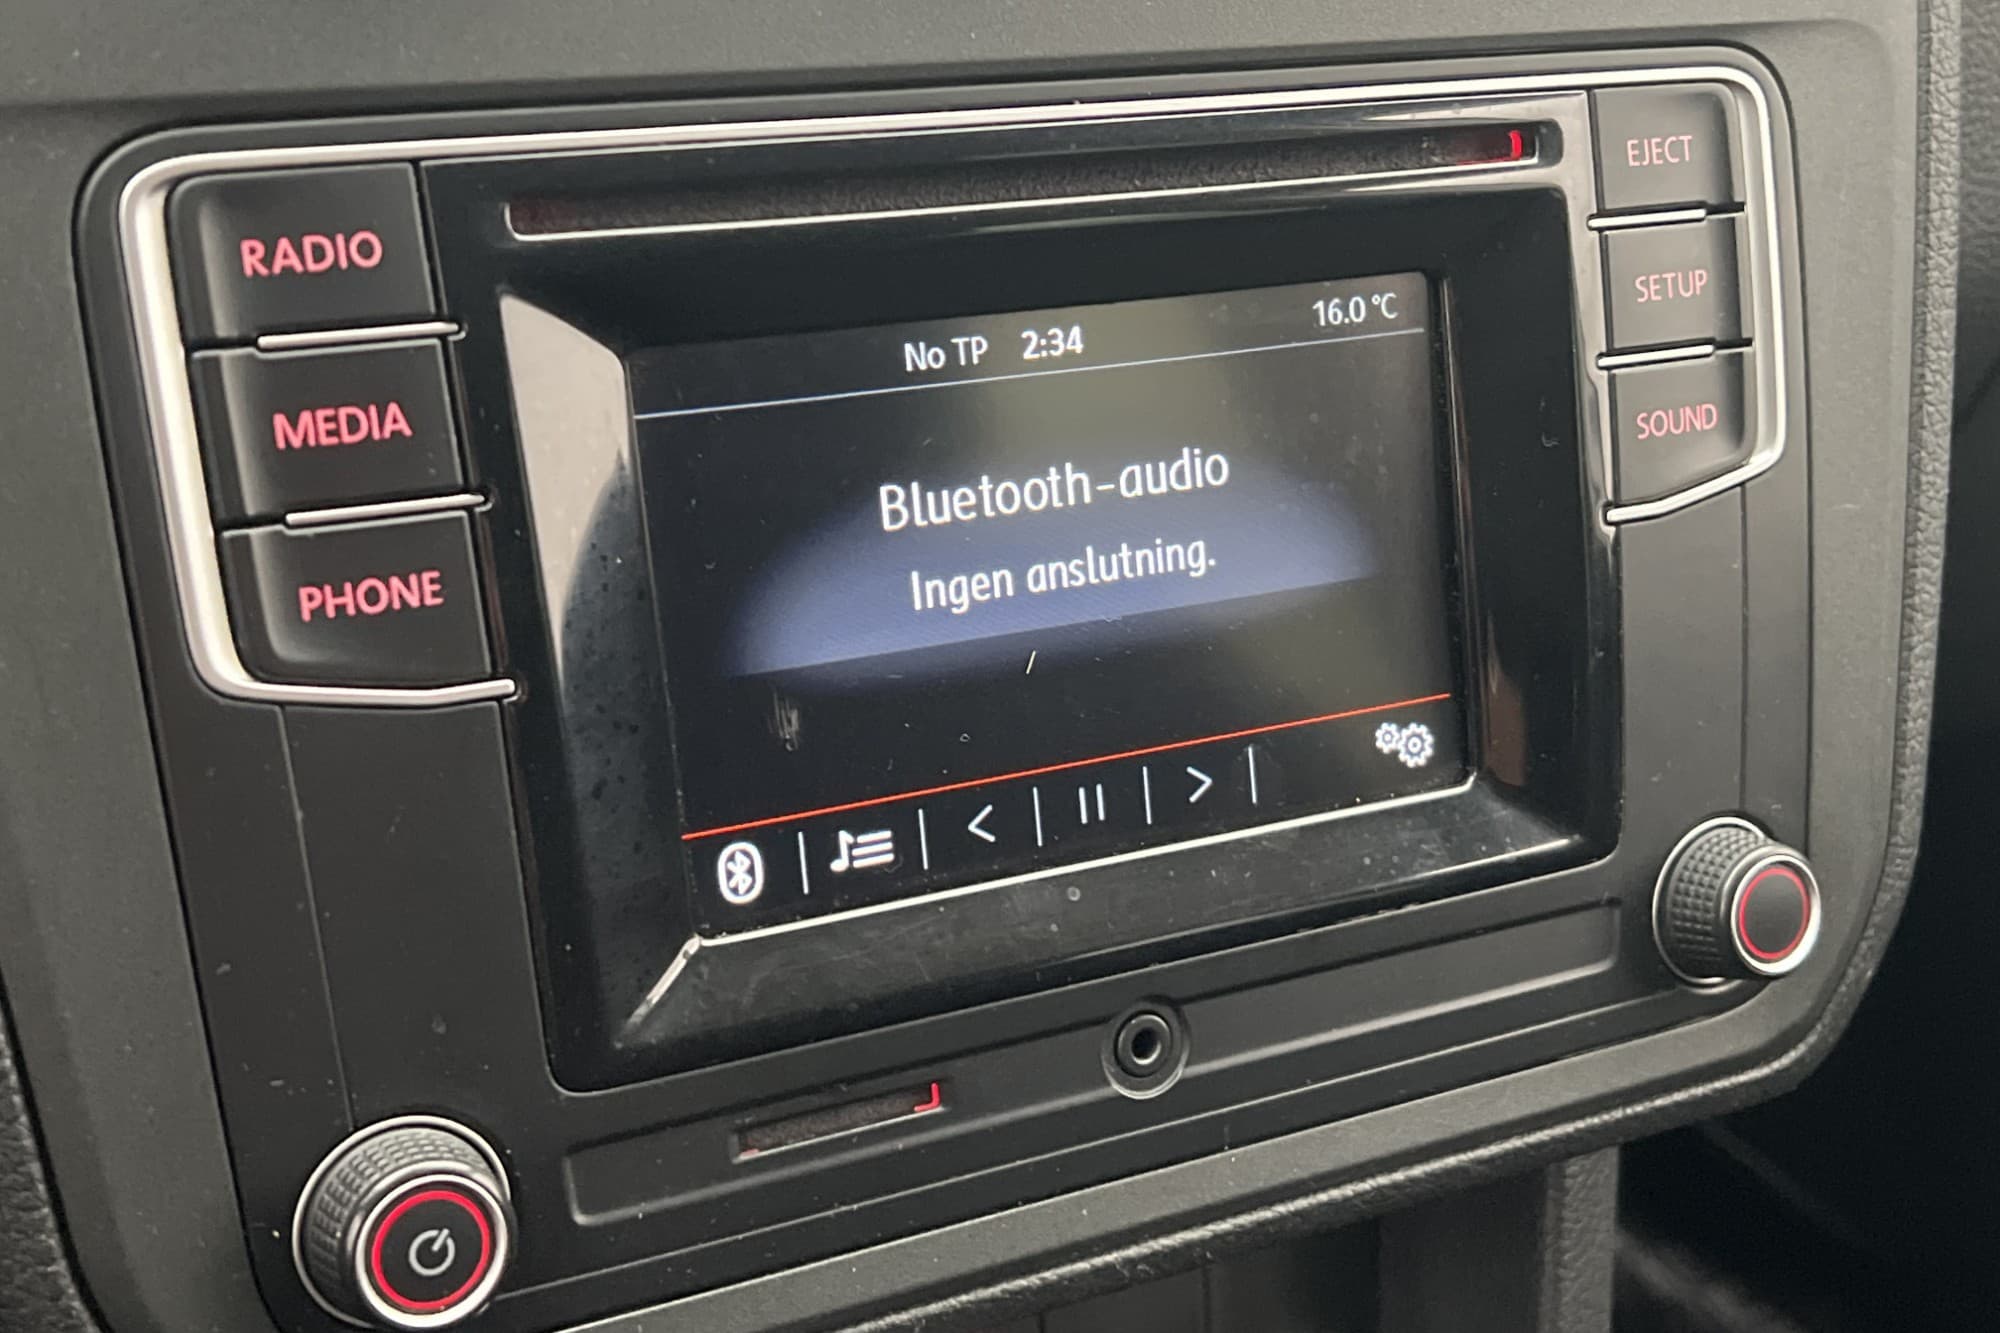 RADIO
MEDIA
PHONE
EJECT
SETUP
SOUND
No TP 2:34 16.0 °C
Bluetooth-audio
Ingen anslutning.
/